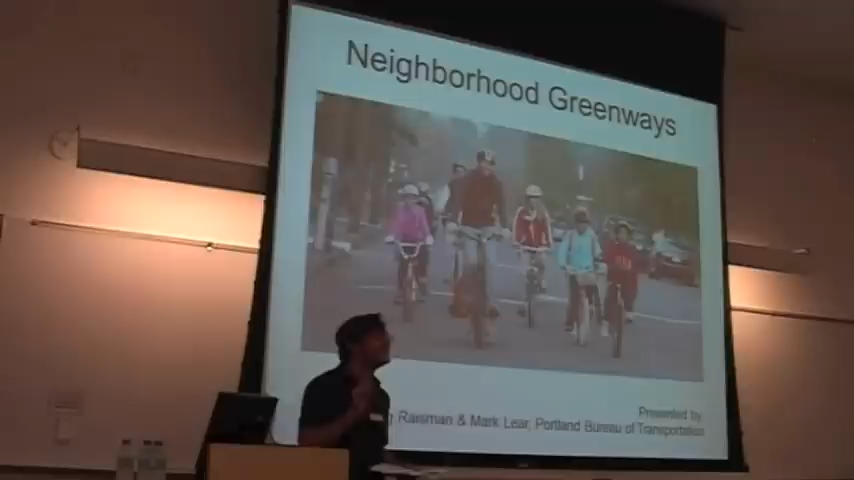 Neighborhood Greenways
Presented by
Raisman & Mark Lear, Portland Bureau of Transportation